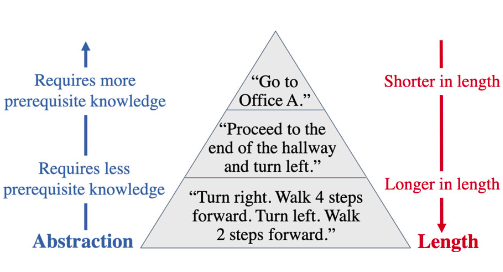 Requires more
prerequisite knowledge
Requires less
prerequisite knowledge
Abstraction
“Go to
Office A.”
“Proceed to the
end of the hallway
and turn left.”
“Turn right. Walk 4 steps
forward. Turn left. Walk
2 steps forward.”
Shorter in length
Longer in length
Length